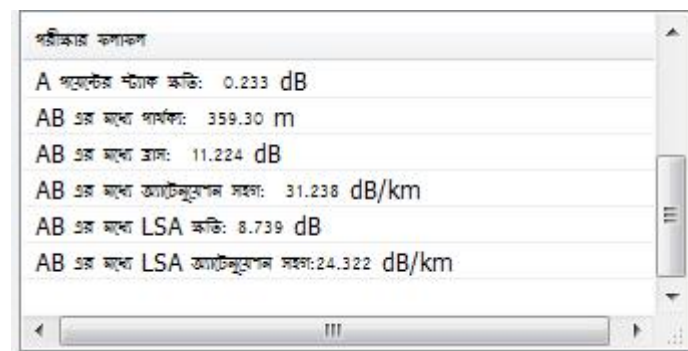 পরীক্ষার ফলাফল
A পয়েন্টের স্ট্যাক ক্ষতি: 0.233 dB
AB এর মধ্যে পার্থক্য: 359.30 m
AB এর মধ্যে হ্রাস: 11.224 dB
AB এর মধ্যে অ্যাটেনুয়েশন সহগ: 31.238 dB/km
AB এর মধ্যে LSA ক্ষতি: 8.739 dB
AB এর মধ্যে LSA অ্যাটেনুয়েশন সহগ:24.322 dB/km